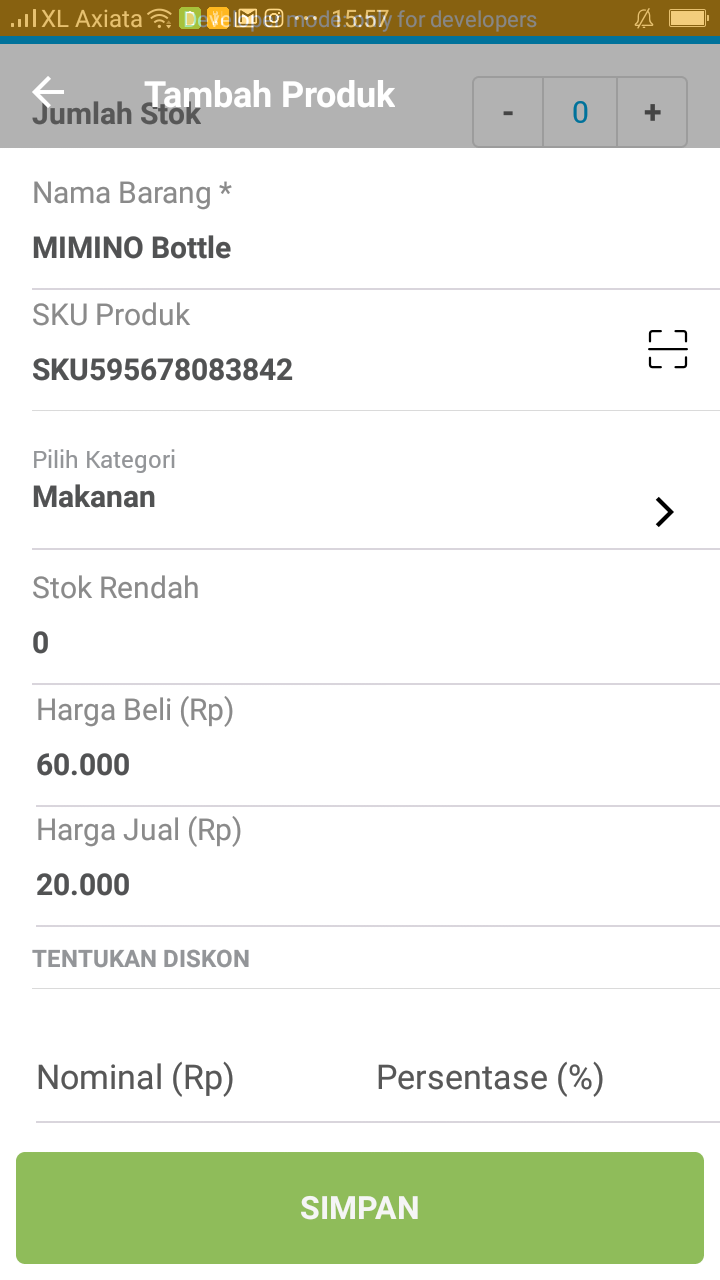 XL Axiata 15:57
Developer mode: only for developers
Tambah Produk
Jumlah Stok - 0 +
Nama Barang *
MIMINO Bottle
SKU Produk
SKU595678083842
Pilih Kategori
Makanan
Stok Rendah
0
Harga Beli (Rp)
60.000
Harga Jual (Rp)
20.000
TENTUKAN DISKON
Nominal (Rp) Persentase (%)
SIMPAN